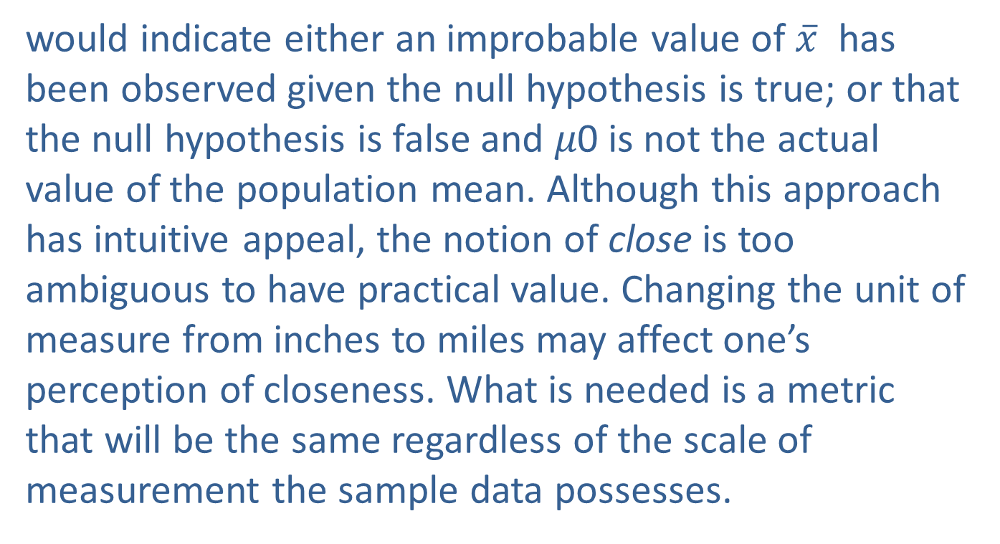 would indicate either an improbable value of x̄ has
been observed given the null hypothesis is true; or that
the null hypothesis is false and μ0 is not the actual
value of the population mean. Although this approach
has intuitive appeal, the notion of close is too
ambiguous to have practical value. Changing the unit of
measure from inches to miles may affect one’s
perception of closeness. What is needed is a metric
that will be the same regardless of the scale of
measurement the sample data possesses.